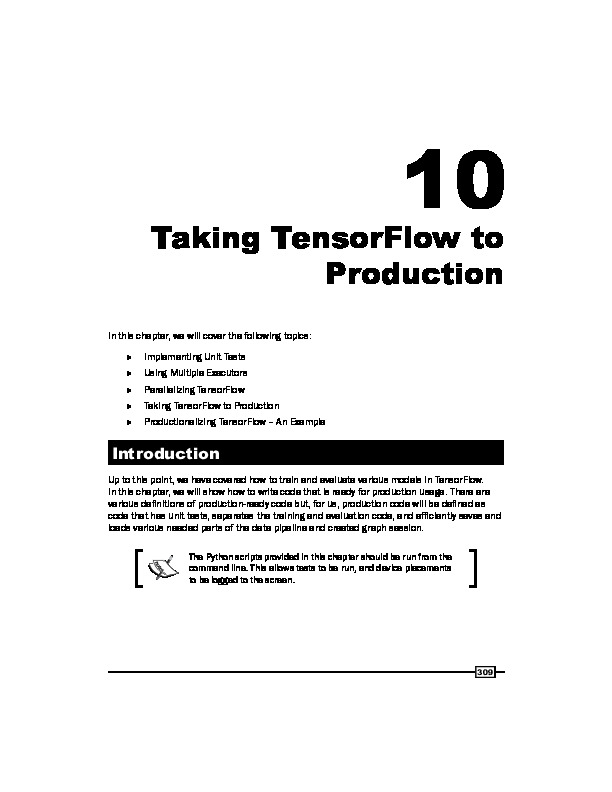 10
Taking TensorFlow to
Production
In this chapter, we will cover the following topics:
▸ Implementing Unit Tests
▸ Using Multiple Executors
▸ Parallelizing TensorFlow
▸ Taking TensorFlow to Production
▸ Productionalizing TensorFlow – An Example
Introduction
Up to this point, we have covered how to train and evaluate various models in TensorFlow.
In this chapter, we will show how to write code that is ready for production usage. There are
various definitions of production-ready code but, for us, production code will be defined as
code that has unit tests, separates the training and evaluation code, and efficiently saves and
loads various needed parts of the data pipeline and created graph session.
The Python scripts provided in this chapter should be run from the
command line. This allows tests to be run, and device placements
to be logged to the screen.
309